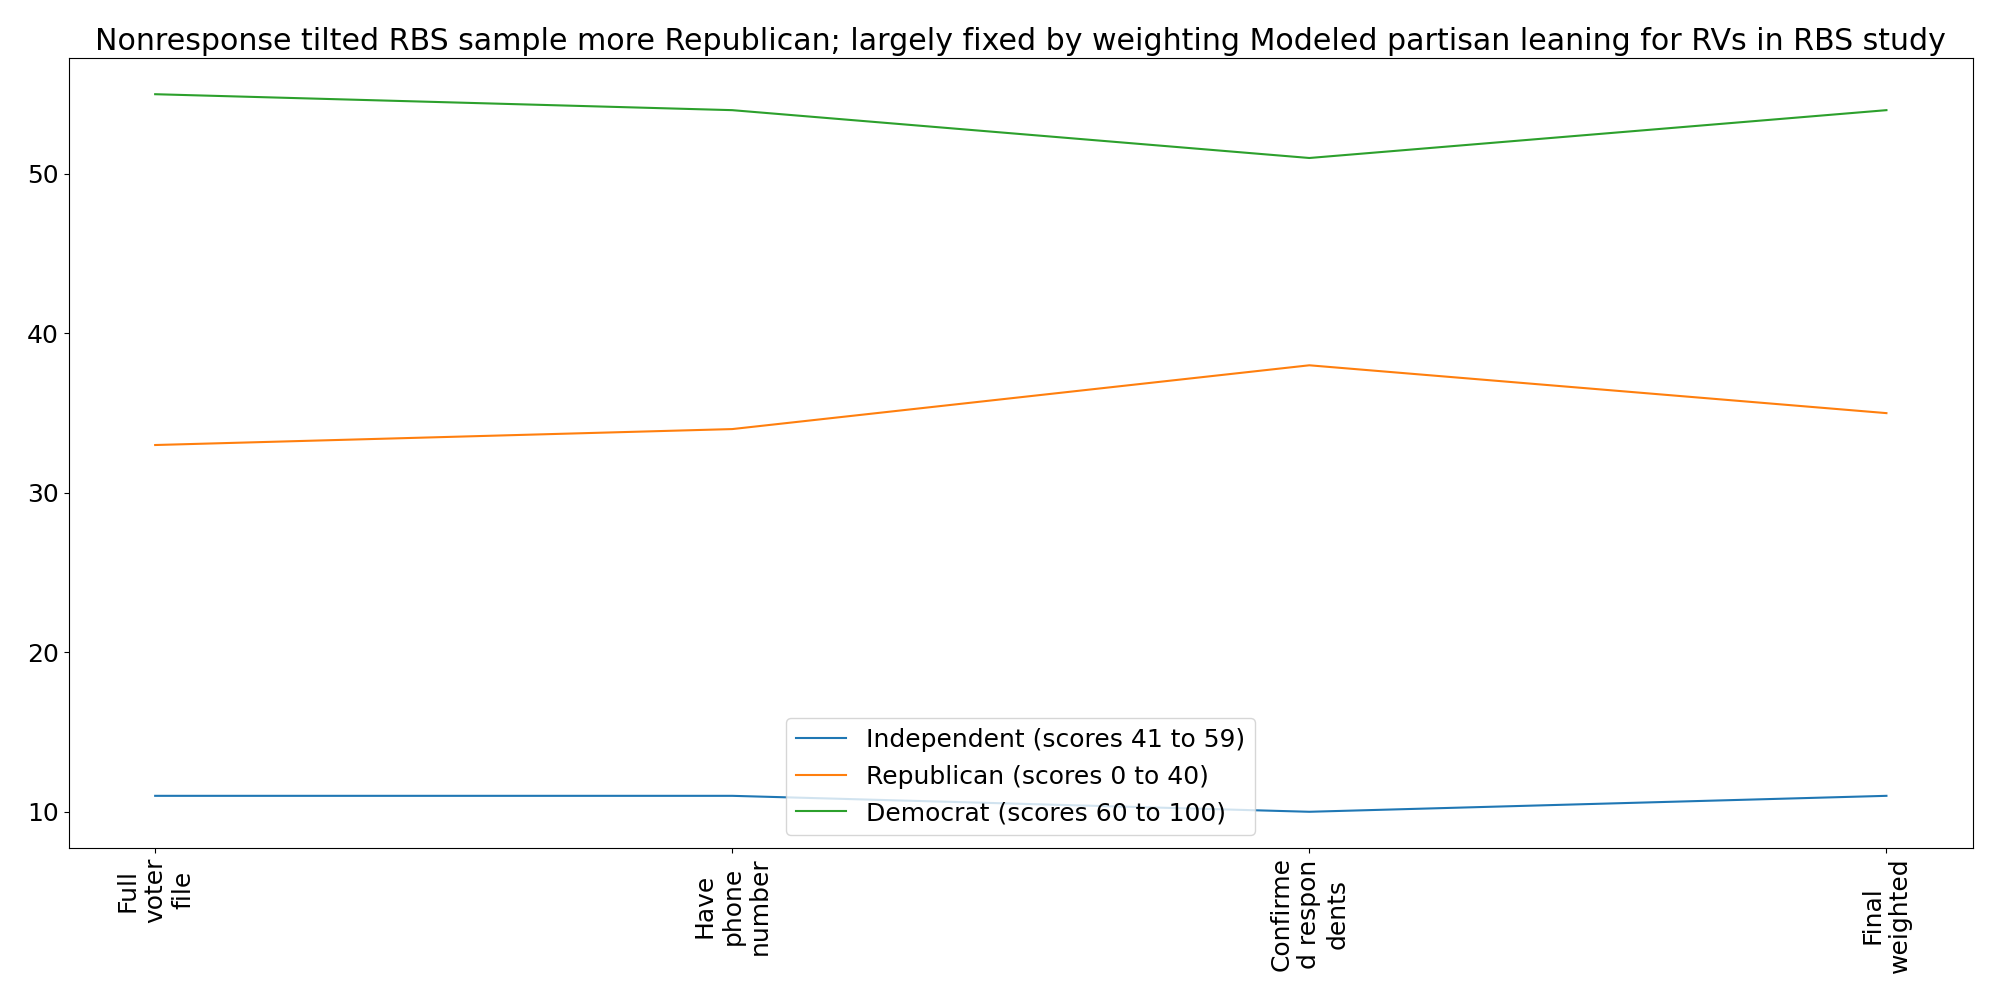 Nonresponse tilted RBS sample more Republican; largely fixed by weighting Modeled partisan leaning for RVs in RBS study
50
40
30
20
10
Independent (scores 41 to 59)
Republican (scores 0 to 40)
Democrat (scores 60 to 100)
Full
voter
file
Have
phone
number
Confirme
d respon
dents
Final
weighted